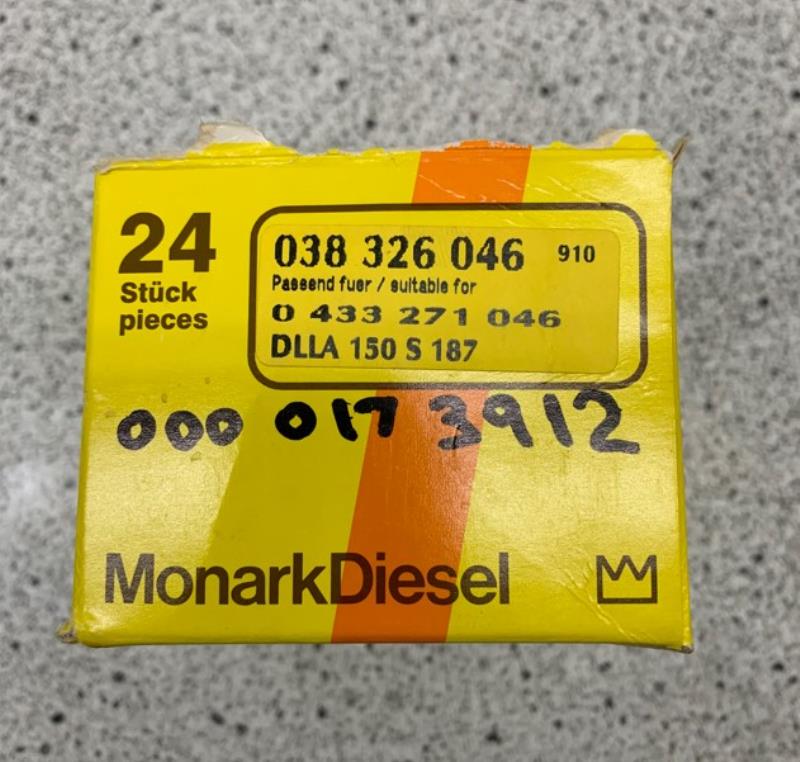 24
Stück
pieces
038 326 046 910
Passend fuer / suitable for
0 433 271 046
DLLA 150 S 187
000 017 3912
MonarkDiesel